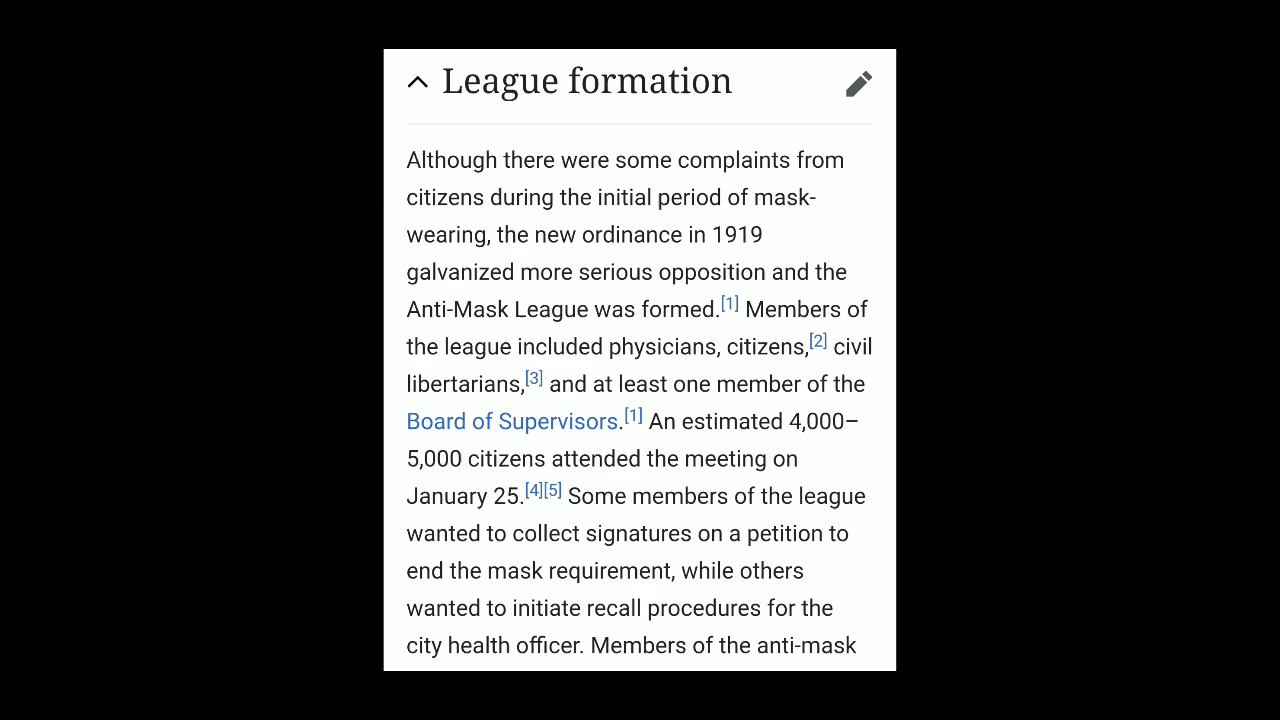 League formation
Although there were some complaints from
citizens during the initial period of mask-
wearing, the new ordinance in 1919
galvanized more serious opposition and the
Anti-Mask League was formed.[1] Members of
the league included physicians, citizens,[2] civil
libertarians,[3] and at least one member of the
Board of Supervisors.[1] An estimated 4,000–
5,000 citizens attended the meeting on
January 25.[4][5] Some members of the league
wanted to collect signatures on a petition to
end the mask requirement, while others
wanted to initiate recall procedures for the
city health officer. Members of the anti-mask